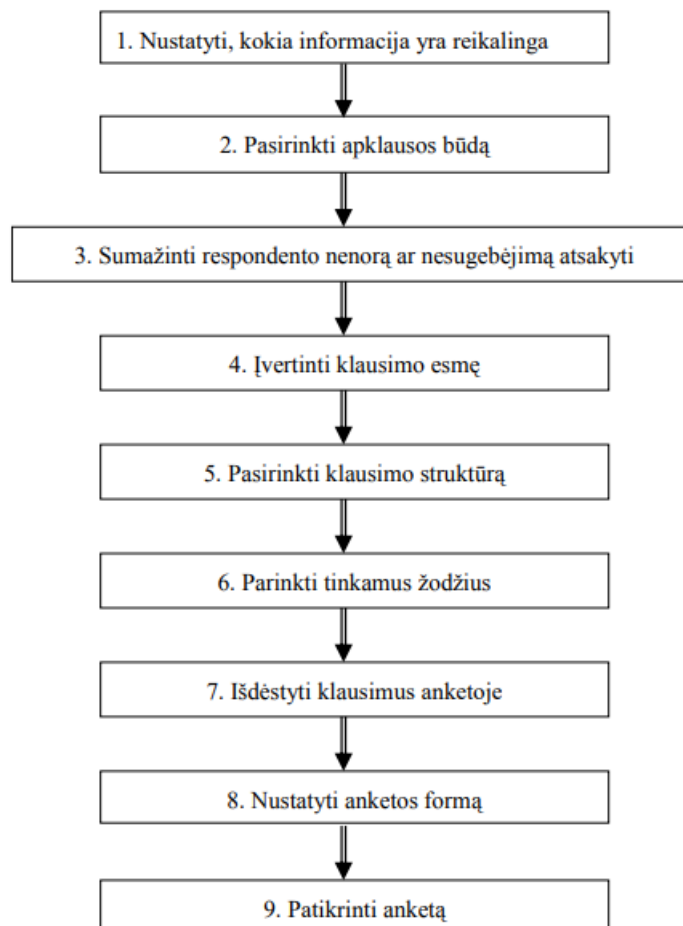 1. Nustatyti, kokia informacija yra reikalinga
2. Pasirinkti apklausos būdą
3. Sumažinti respondento nenorą ar nesugebėjimą atsakyti
4. Įvertinti klausimo esmę
5. Pasirinkti klausimo struktūrą
6. Parinkti tinkamus žodžius
7. Išdėstyti klausimus anketoje
8. Nustatyti anketos formą
9. Patikrinti anketą